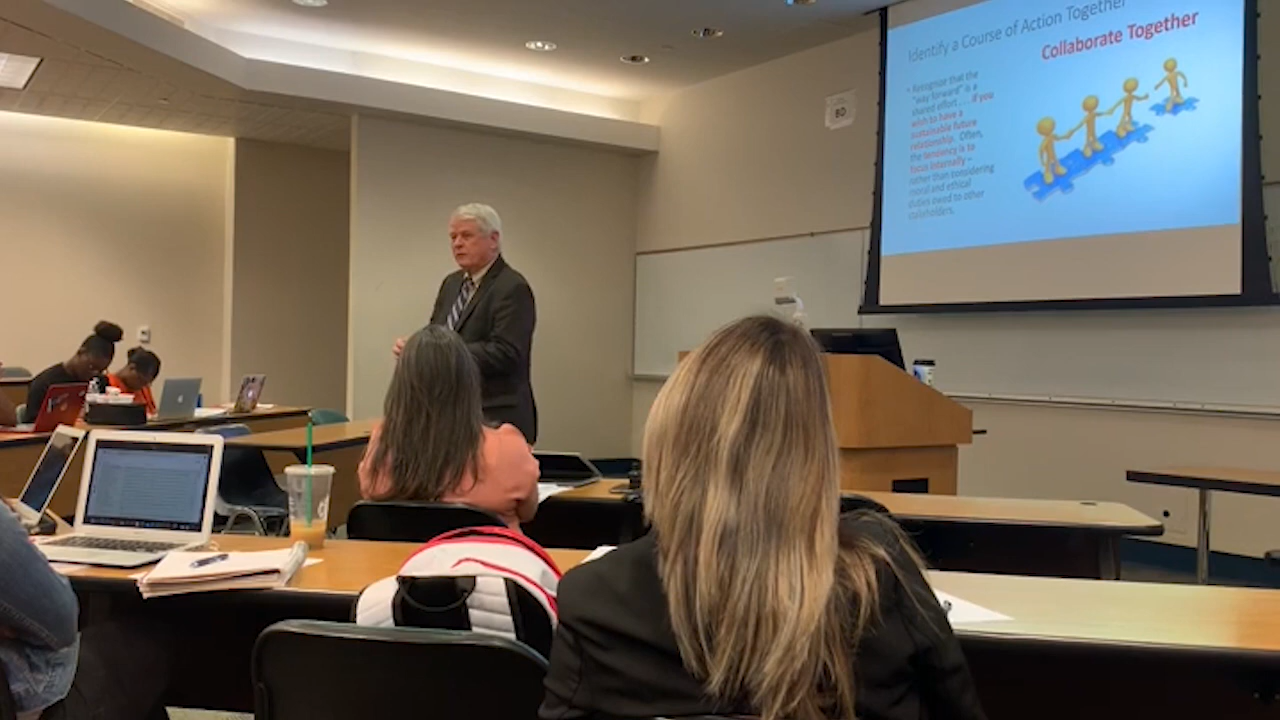 Identify a Course of Action Together
Collaborate Together
• Recognize that the
"way forward" is a
shared effort . . . if you
wish to have a
sustainable future
relationship. Often,
the tendency is to
focus internally –
rather than considering
moral and ethical
duties owed to other
stakeholders.
BD